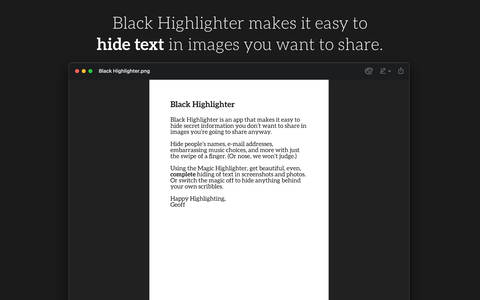 Black Highlighter makes it easy to
hide text in images you want to share.
Black Highlighter.png
Black Highlighter
Black Highlighter is an app that makes it easy to
hide secret information you don't want to share in
images you're going to share anyway.
Hide people's names, e-mail addresses,
embarrassing music choices, and more with just
the swipe of a finger. (Or nose, we won't judge.)
Using the Magic Highlighter, get beautiful, even,
complete hiding of text in screenshots and photos.
Or switch the magic off to hide anything behind
your own scribbles.
Happy Highlighting,
Geoff